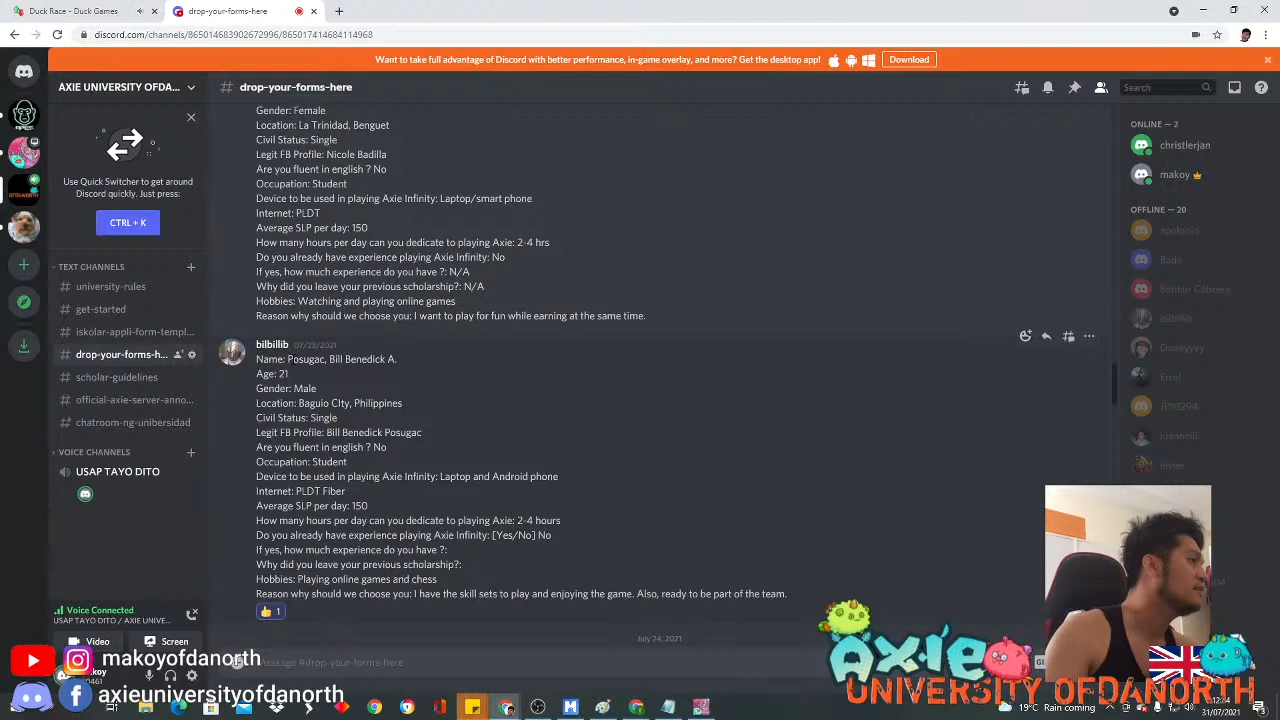 Duck Race - Duck Games
drop-your-forms-here
discord.com/channels/865014683902672996/865017414684114968
Want to take full advantage of Discord with better performance, in-game overlay, and more? Get the desktop app!
Download
AXIE UNIVERSITY OFDA...
drop-your-forms-here
Search
Use Quick Switcher to get around
Discord quickly. Just press:
CTRL + K
TEXT CHANNELS
university-rules
get-started
iskolar-appli-form-templ...
drop-your-forms-h...
scholar-guidelines
official-axie-server-anno...
chatroom-ng-unibersidad
VOICE CHANNELS
USAP TAYO DITO
Voice Connected
USAP TAYO DITO / AXIE UNIVE...
Video
Screen
Gender: Female
Location: La Trinidad, Benguet
Civil Status: Single
Legit FB Profile: Nicole Badilla
Are you fluent in english ? No
Occupation: Student
Device to be used in playing Axie Infinity: Laptop/smart phone
Internet: PLDT
Average SLP per day: 150
How many hours per day can you dedicate to playing Axie: 2-4 hrs
Do you already have experience playing Axie Infinity: No
If yes, how much experience do you have ?: N/A
Why did you leave your previous scholarship?: N/A
Hobbies: Watching and playing online games
Reason why should we choose you: I want to play for fun while earning at the same time.
bilbillib 07/23/2021
Name: Posugac, Bill Benedick A.
Age: 21
Gender: Male
Location: Baguio CIty, Philippines
Civil Status: Single
Legit FB Profile: Bill Benedick Posugac
Are you fluent in english ? No
Occupation: Student
Device to be used in playing Axie Infinity: Laptop and Android phone
Internet: PLDT Fiber
Average SLP per day: 150
How many hours per day can you dedicate to playing Axie: 2-4 hours
Do you already have experience playing Axie Infinity: [Yes/No] No
If yes, how much experience do you have ?:
Why did you leave your previous scholarship?:
Hobbies: Playing online games and chess
Reason why should we choose you: I have the skill sets to play and enjoying the game. Also, ready to be part of the team.
1
July 24, 2021
Message #drop-your-forms-here
ONLINE — 2
christlerjan
makoy
OFFLINE — 20
apolonio
Bada
Benhur Cabrera
bilbillib
Dimeyyyy
Excel
JP10294
makoyofdanorth
axieuniversityofdanorth
Axie
UNIVERSITY OFDANORTH
19°C Rain coming
12:04
31/07/2021